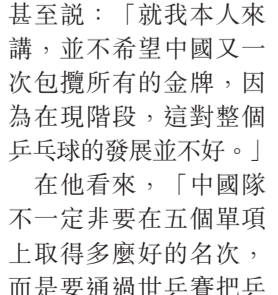 甚至説：「就我本人來
講，並不希望中國又一
次包攬所有的金牌，因
為在現階段，這對整個
乒乓球的發展並不好。」
在他看來，「中國隊
不一定非要在五個單項
上取得多麼好的名次，
而是要通過世乒賽把乒